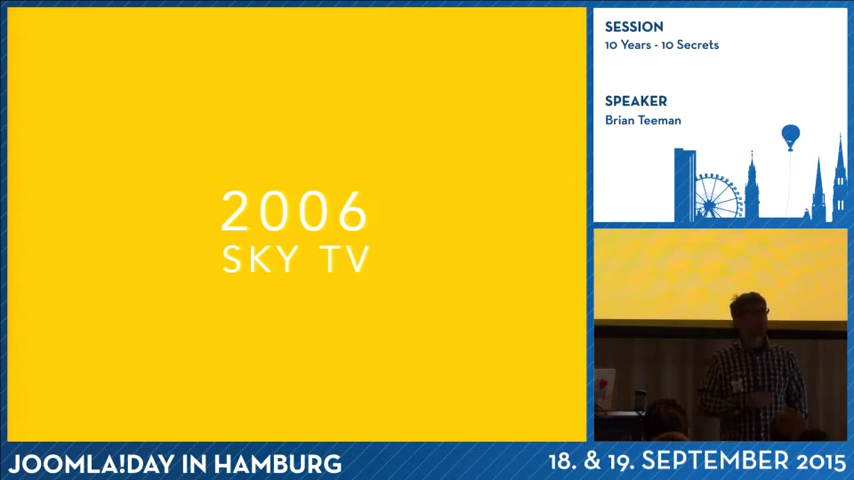 2006
SKY TV
SESSION
10 Years - 10 Secrets
SPEAKER
Brian Teeman
JOOMLA!DAY IN HAMBURG
18. & 19. SEPTEMBER 2015